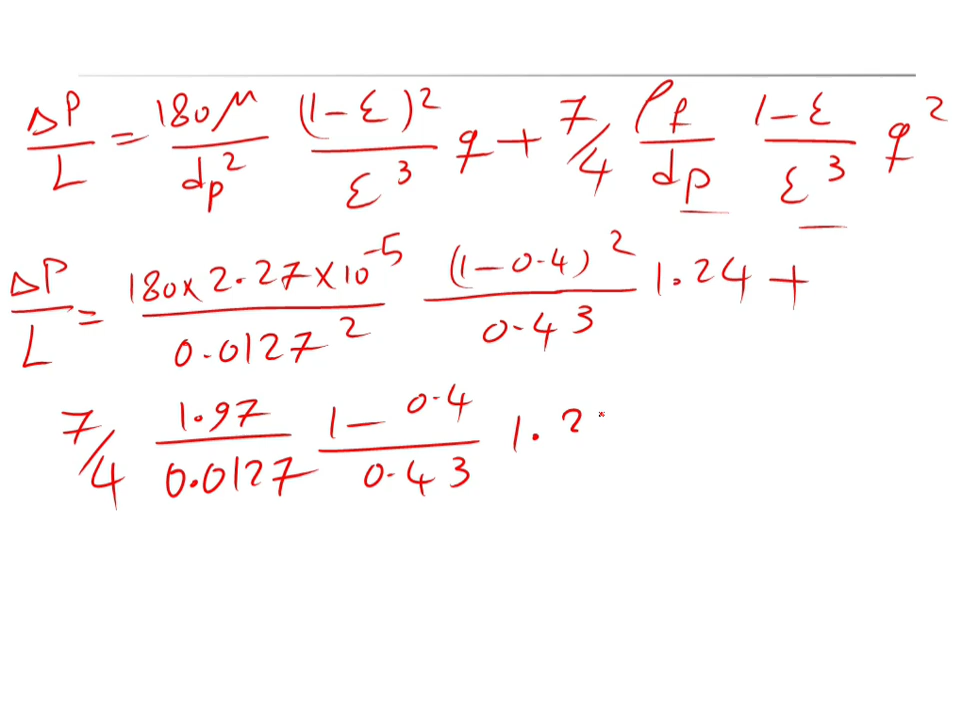 ΔP/L = 180μ/dp² (1-ε)²/ε³ q + 7/4 ρf/dp 1-ε/ε³ q²
ΔP/L = 180×2.27×10⁻⁵/0.0127² (1-0.4)²/0.4³ 1.24 +
7/4 1.97/0.0127 1-0.4/0.43 1.2